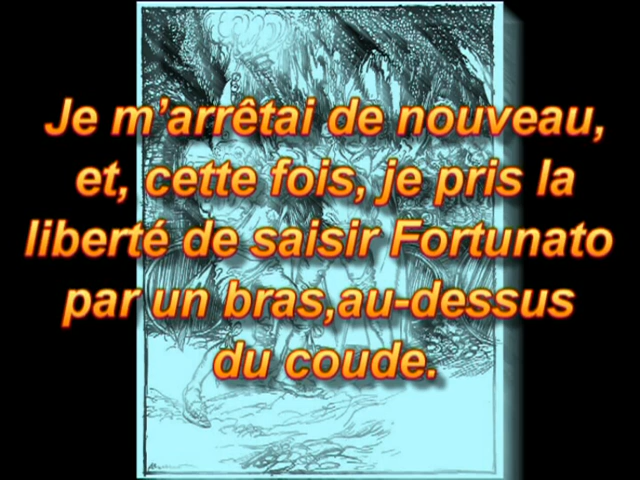 Je m’arrêtai de nouveau,
et, cette fois, je pris la
liberté de saisir Fortunato
par un bras,au-dessus
du coude.